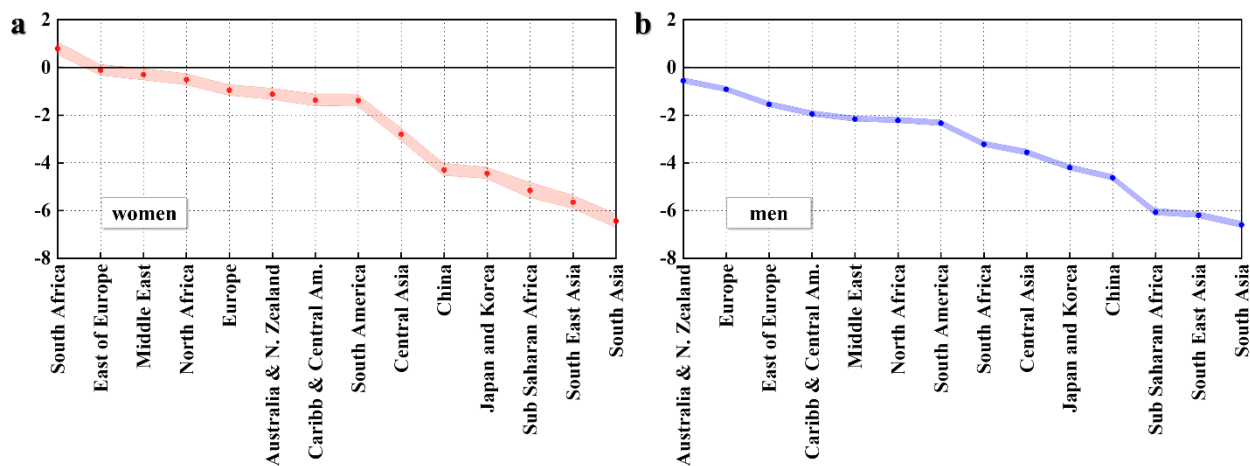 a
2
0
-2
-4
-6
-8
women
South Africa
East of Europe
Middle East
North Africa
Europe
Australia & N. Zealand
Caribb & Central Am.
South America
Central Asia
China
Japan and Korea
Sub Saharan Africa
South East Asia
South Asia
b
2
0
-2
-4
-6
-8
men
Australia & N. Zealand
Europe
East of Europe
Caribb & Central Am.
Middle East
North Africa
South America
South Africa
Central Asia
Japan and Korea
China
Sub Saharan Africa
South East Asia
South Asia